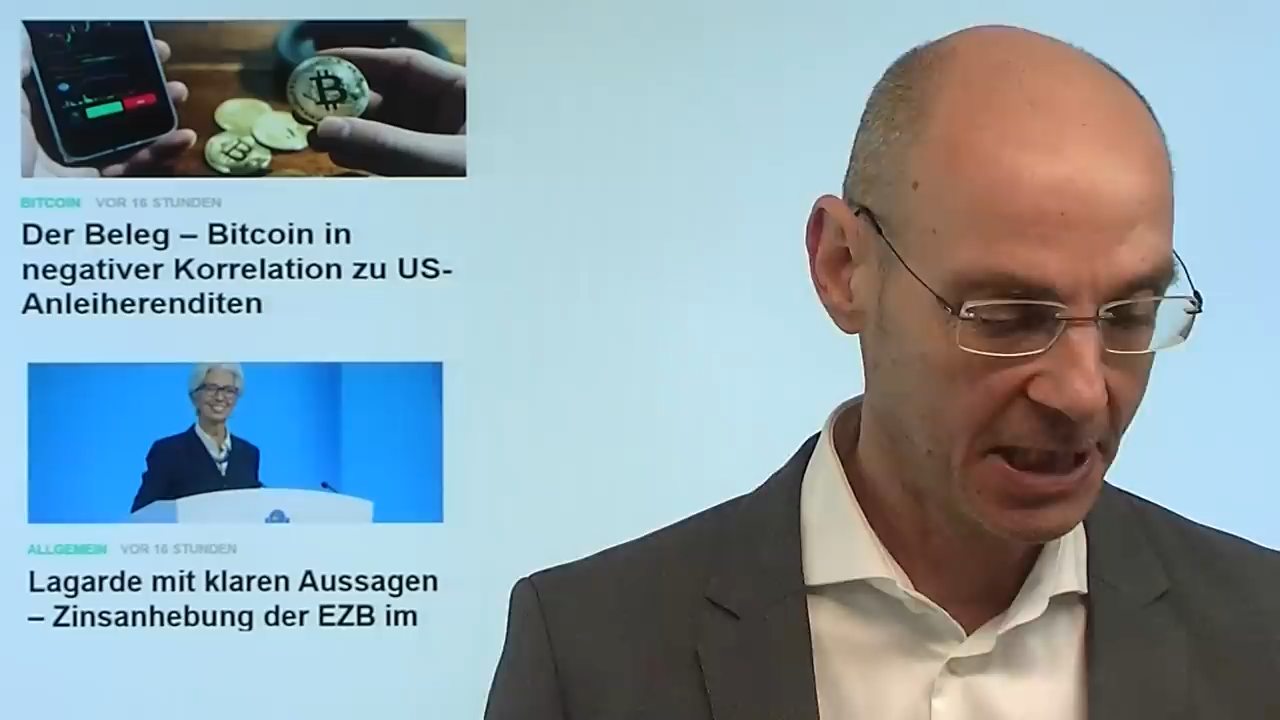 BITCOIN VOR 16 STUNDEN
Der Beleg – Bitcoin in
negativer Korrelation zu US-
Anleiherenditen
ALLGEMEIN VOR 16 STUNDEN
Lagarde mit klaren Aussagen
– Zinsanhebung der EZB im